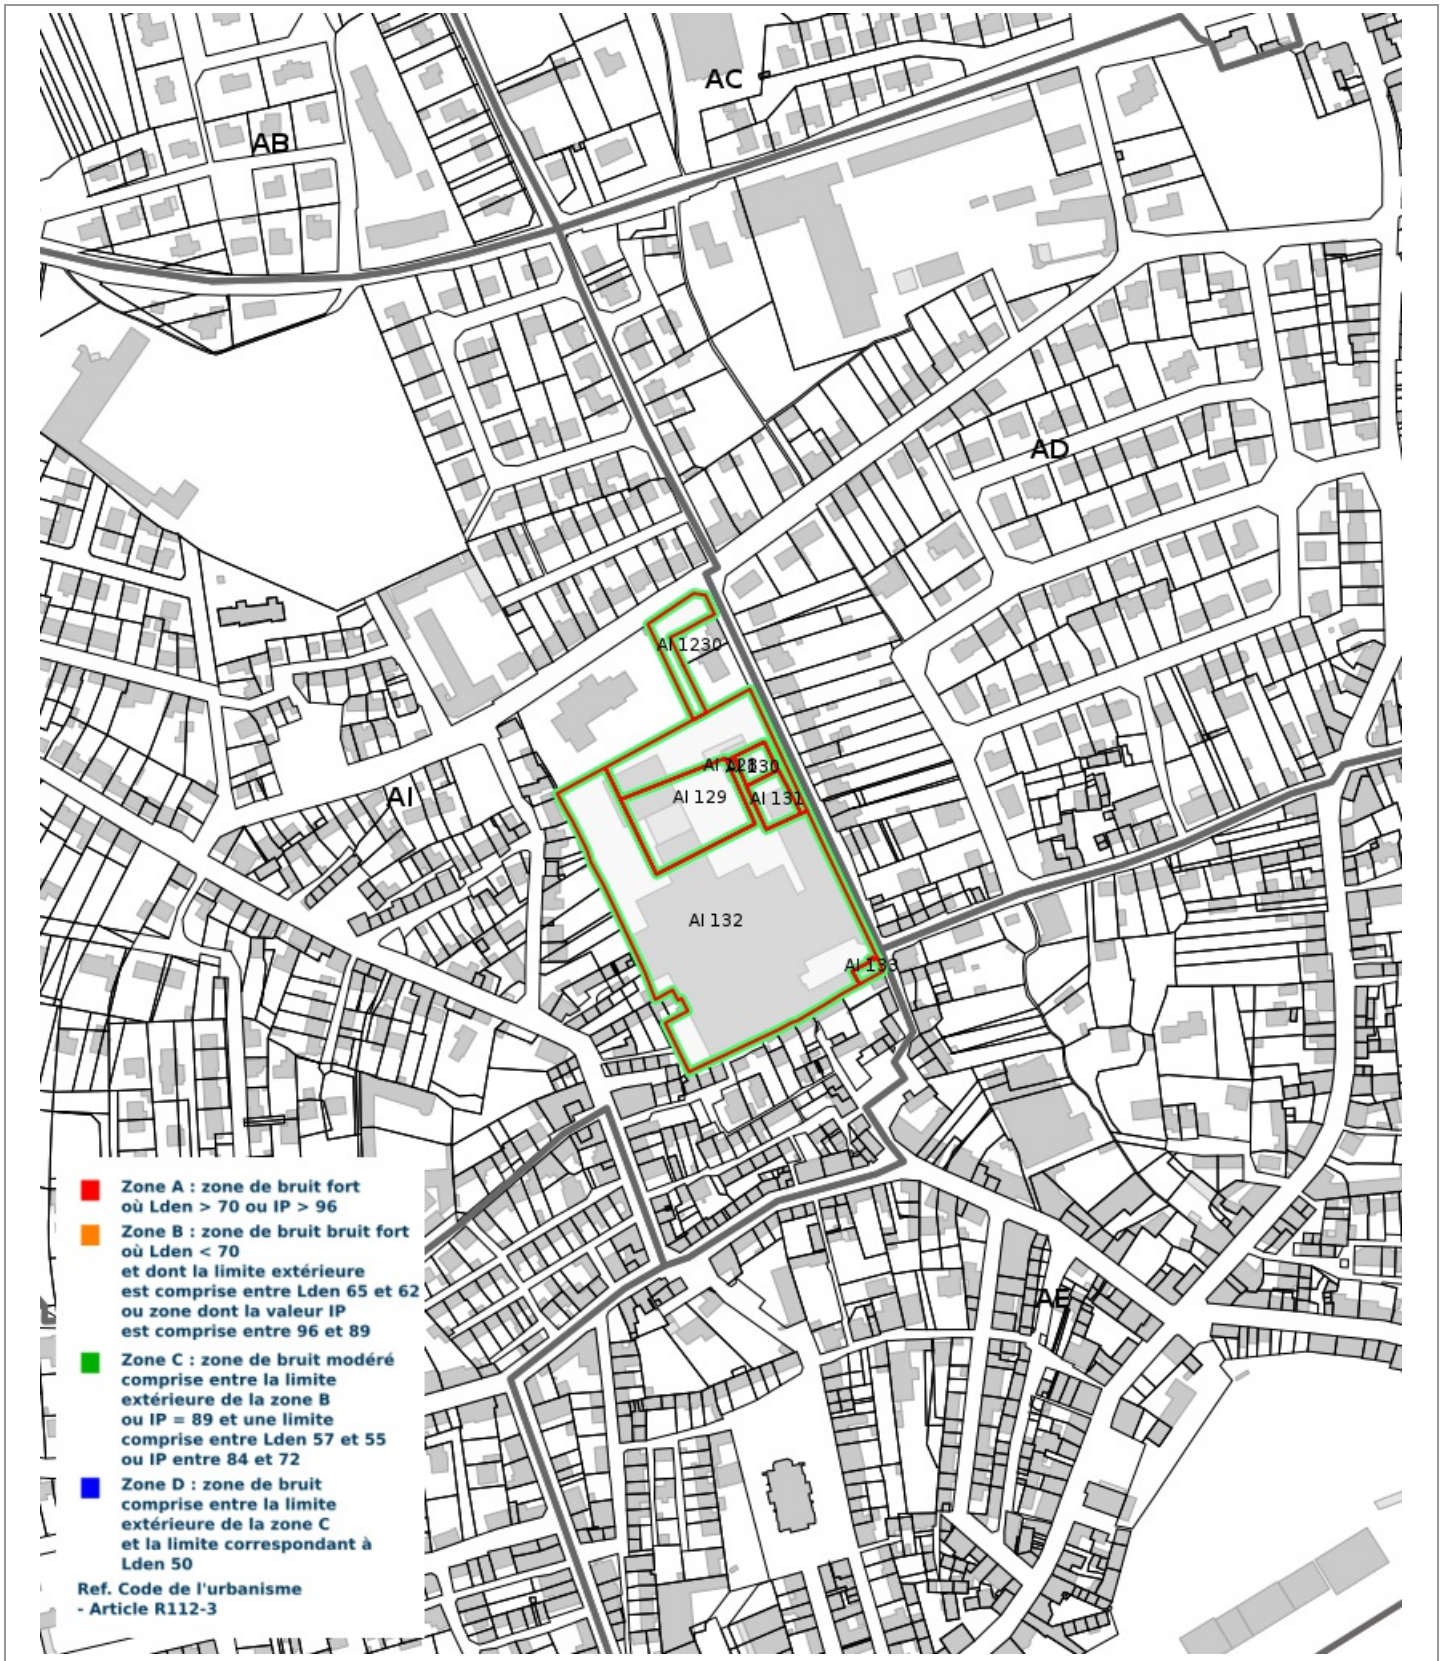 AC
AB
AD
AI 1230
AI 128
AI 130
AI 129
AI 131
AI
AI 132
AI 133
AE
Zone A : zone de bruit fort
où Lden > 70 ou IP > 96
Zone B : zone de bruit bruit fort
où Lden < 70
et dont la limite extérieure
est comprise entre Lden 65 et 62
ou zone dont la valeur IP
est comprise entre 96 et 89
Zone C : zone de bruit modéré
comprise entre la limite
extérieure de la zone B
ou IP = 89 et une limite
comprise entre Lden 57 et 55
ou IP entre 84 et 72
Zone D : zone de bruit
comprise entre la limite
extérieure de la zone C
et la limite correspondant à
Lden 50
Ref. Code de l'urbanisme
- Article R112-3